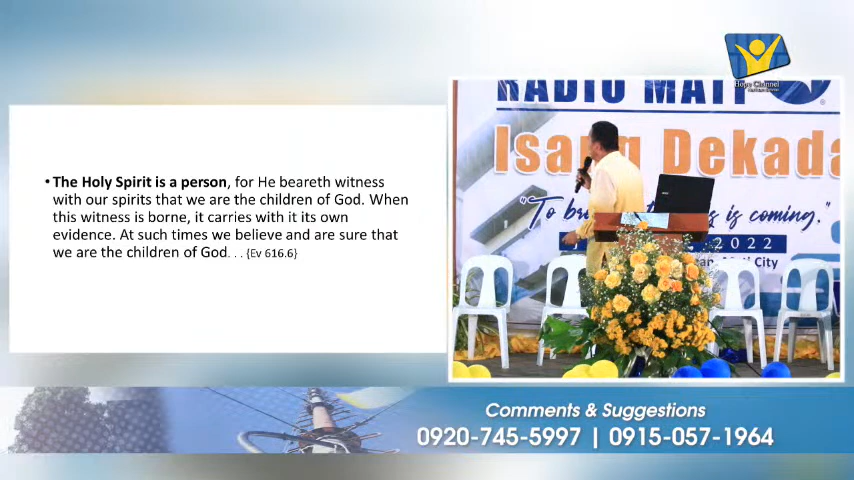 Hope Channel
RADIO MATI
Isang Dekada
is coming."
2022
Mati City
• The Holy Spirit is a person, for He beareth witness
with our spirits that we are the children of God. When
this witness is borne, it carries with it its own
evidence. At such times we believe and are sure that
we are the children of God. . . {Ev 616.6}
Comments & Suggestions
0920-745-5997 | 0915-057-1964